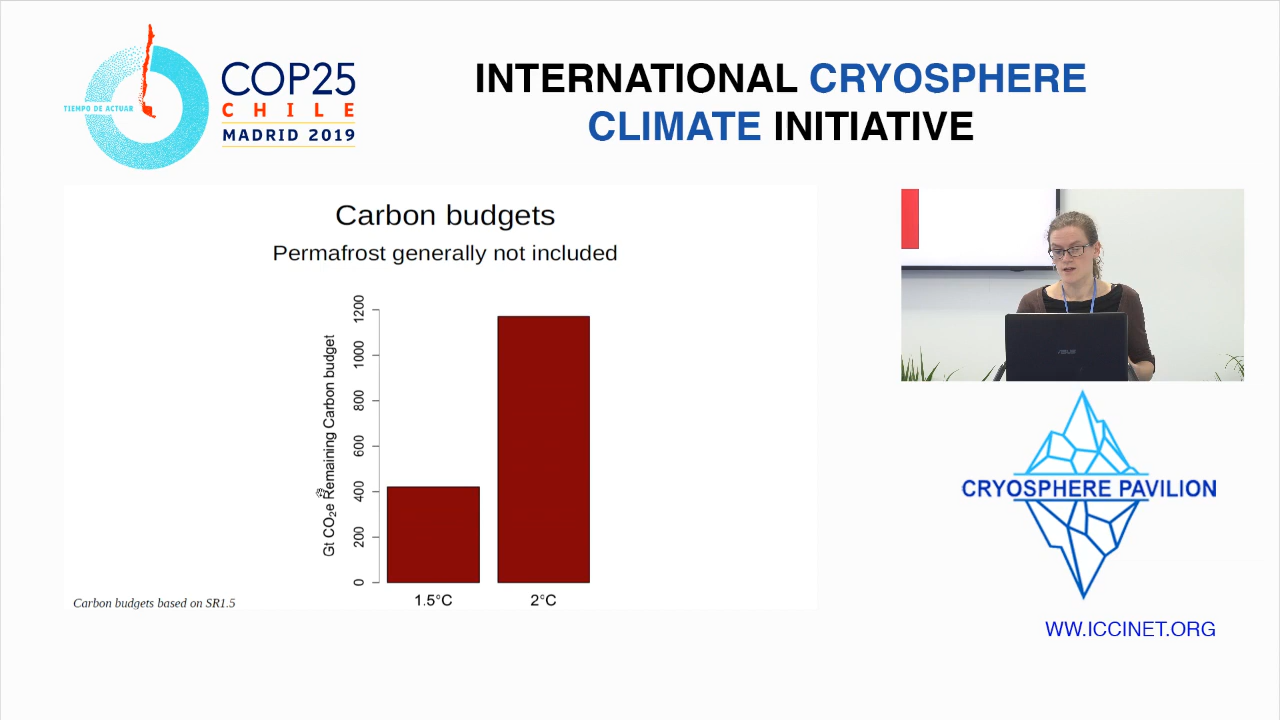 TIEMPO DE ACTUAR
COP25
CHILE
MADRID 2019
INTERNATIONAL CRYOSPHERE
CLIMATE INITIATIVE
Carbon budgets
Permafrost generally not included
Gt CO₂e Remaining Carbon budget
1200
1000
800
600
400
200
0
1.5°C
2°C
Carbon budgets based on SR1.5
ASUS
CRYOSPHERE PAVILION
WW.ICCINET.ORG